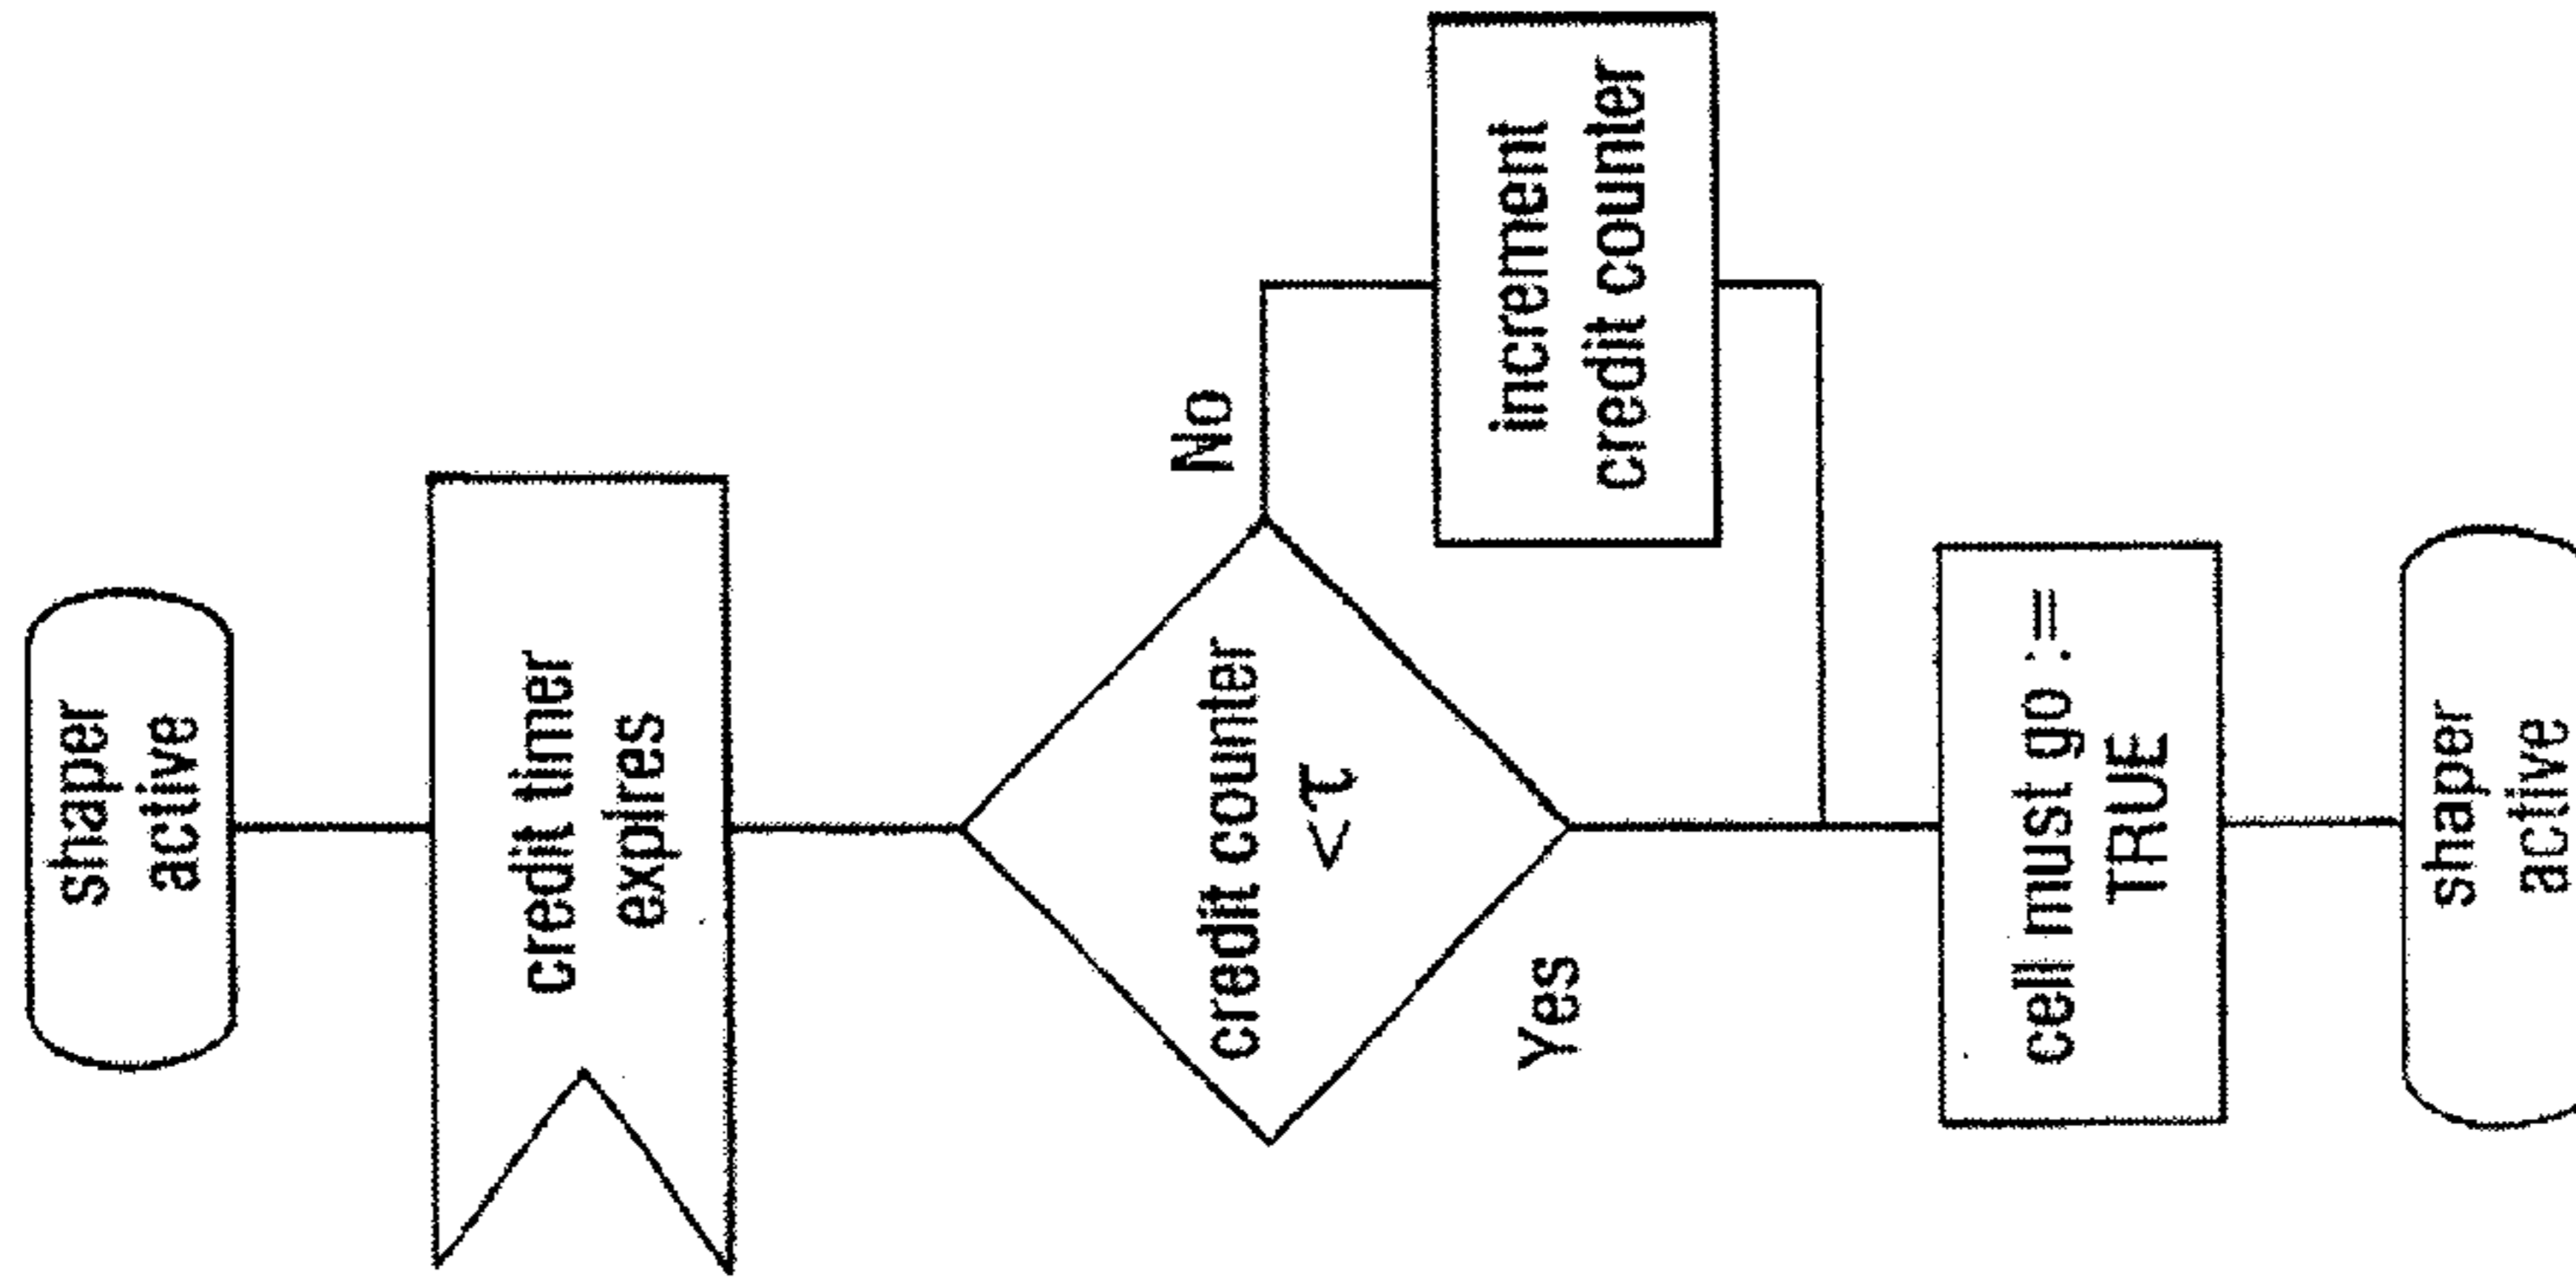 shaper
active
credit timer
expires
credit counter
<τ
No
increment
credit counter
Yes
cell must go :=
TRUE
shaper
active